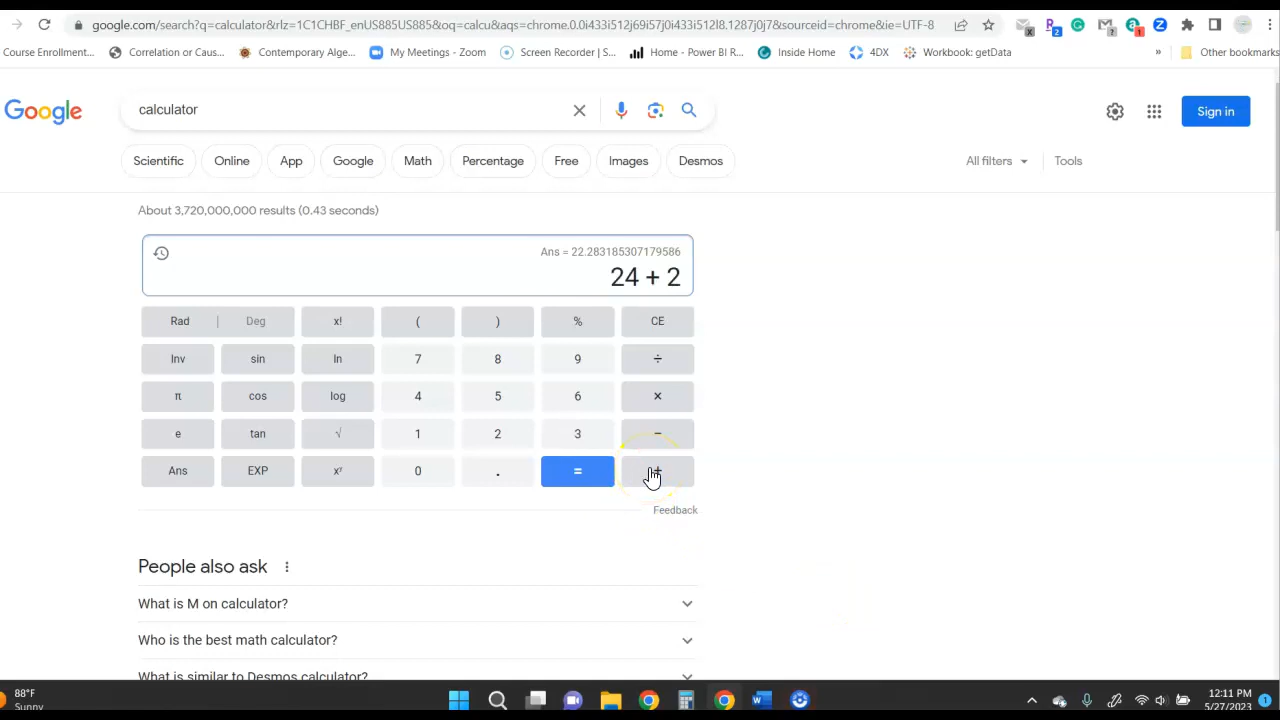 google.com/search?q=calculator&rlz=1C1CHBF_enUS885US885&oq=calcu&aqs=chrome.0.0i433i512j69i57j0i433i512j0i433i512l8.1287j0j7&sourceid=chrome&ie=UTF-8
Course Enrollment... Correlation or Caus... Contemporary Alge... My Meetings - Zoom Screen Recorder | S... Home - Power BI R... Inside Home 4DX Workbook: getData » Other bookmarks
Google calculator Sign in
Scientific Online App Google Math Percentage Free Images Desmos All filters Tools
About 3,720,000,000 results (0.43 seconds)
Ans = 22.283185307179586
24 + 2
Rad | Deg x! ( ) % CE
Inv sin ln 7 8 9 ÷
π cos log 4 5 6 ×
e tan √ 1 2 3 −
Ans EXP xʸ 0 . = +
Feedback
People also ask
What is M on calculator?
Who is the best math calculator?
What is similar to Desmos calculator?
88°F
Sunny
12:11 PM
5/27/2023